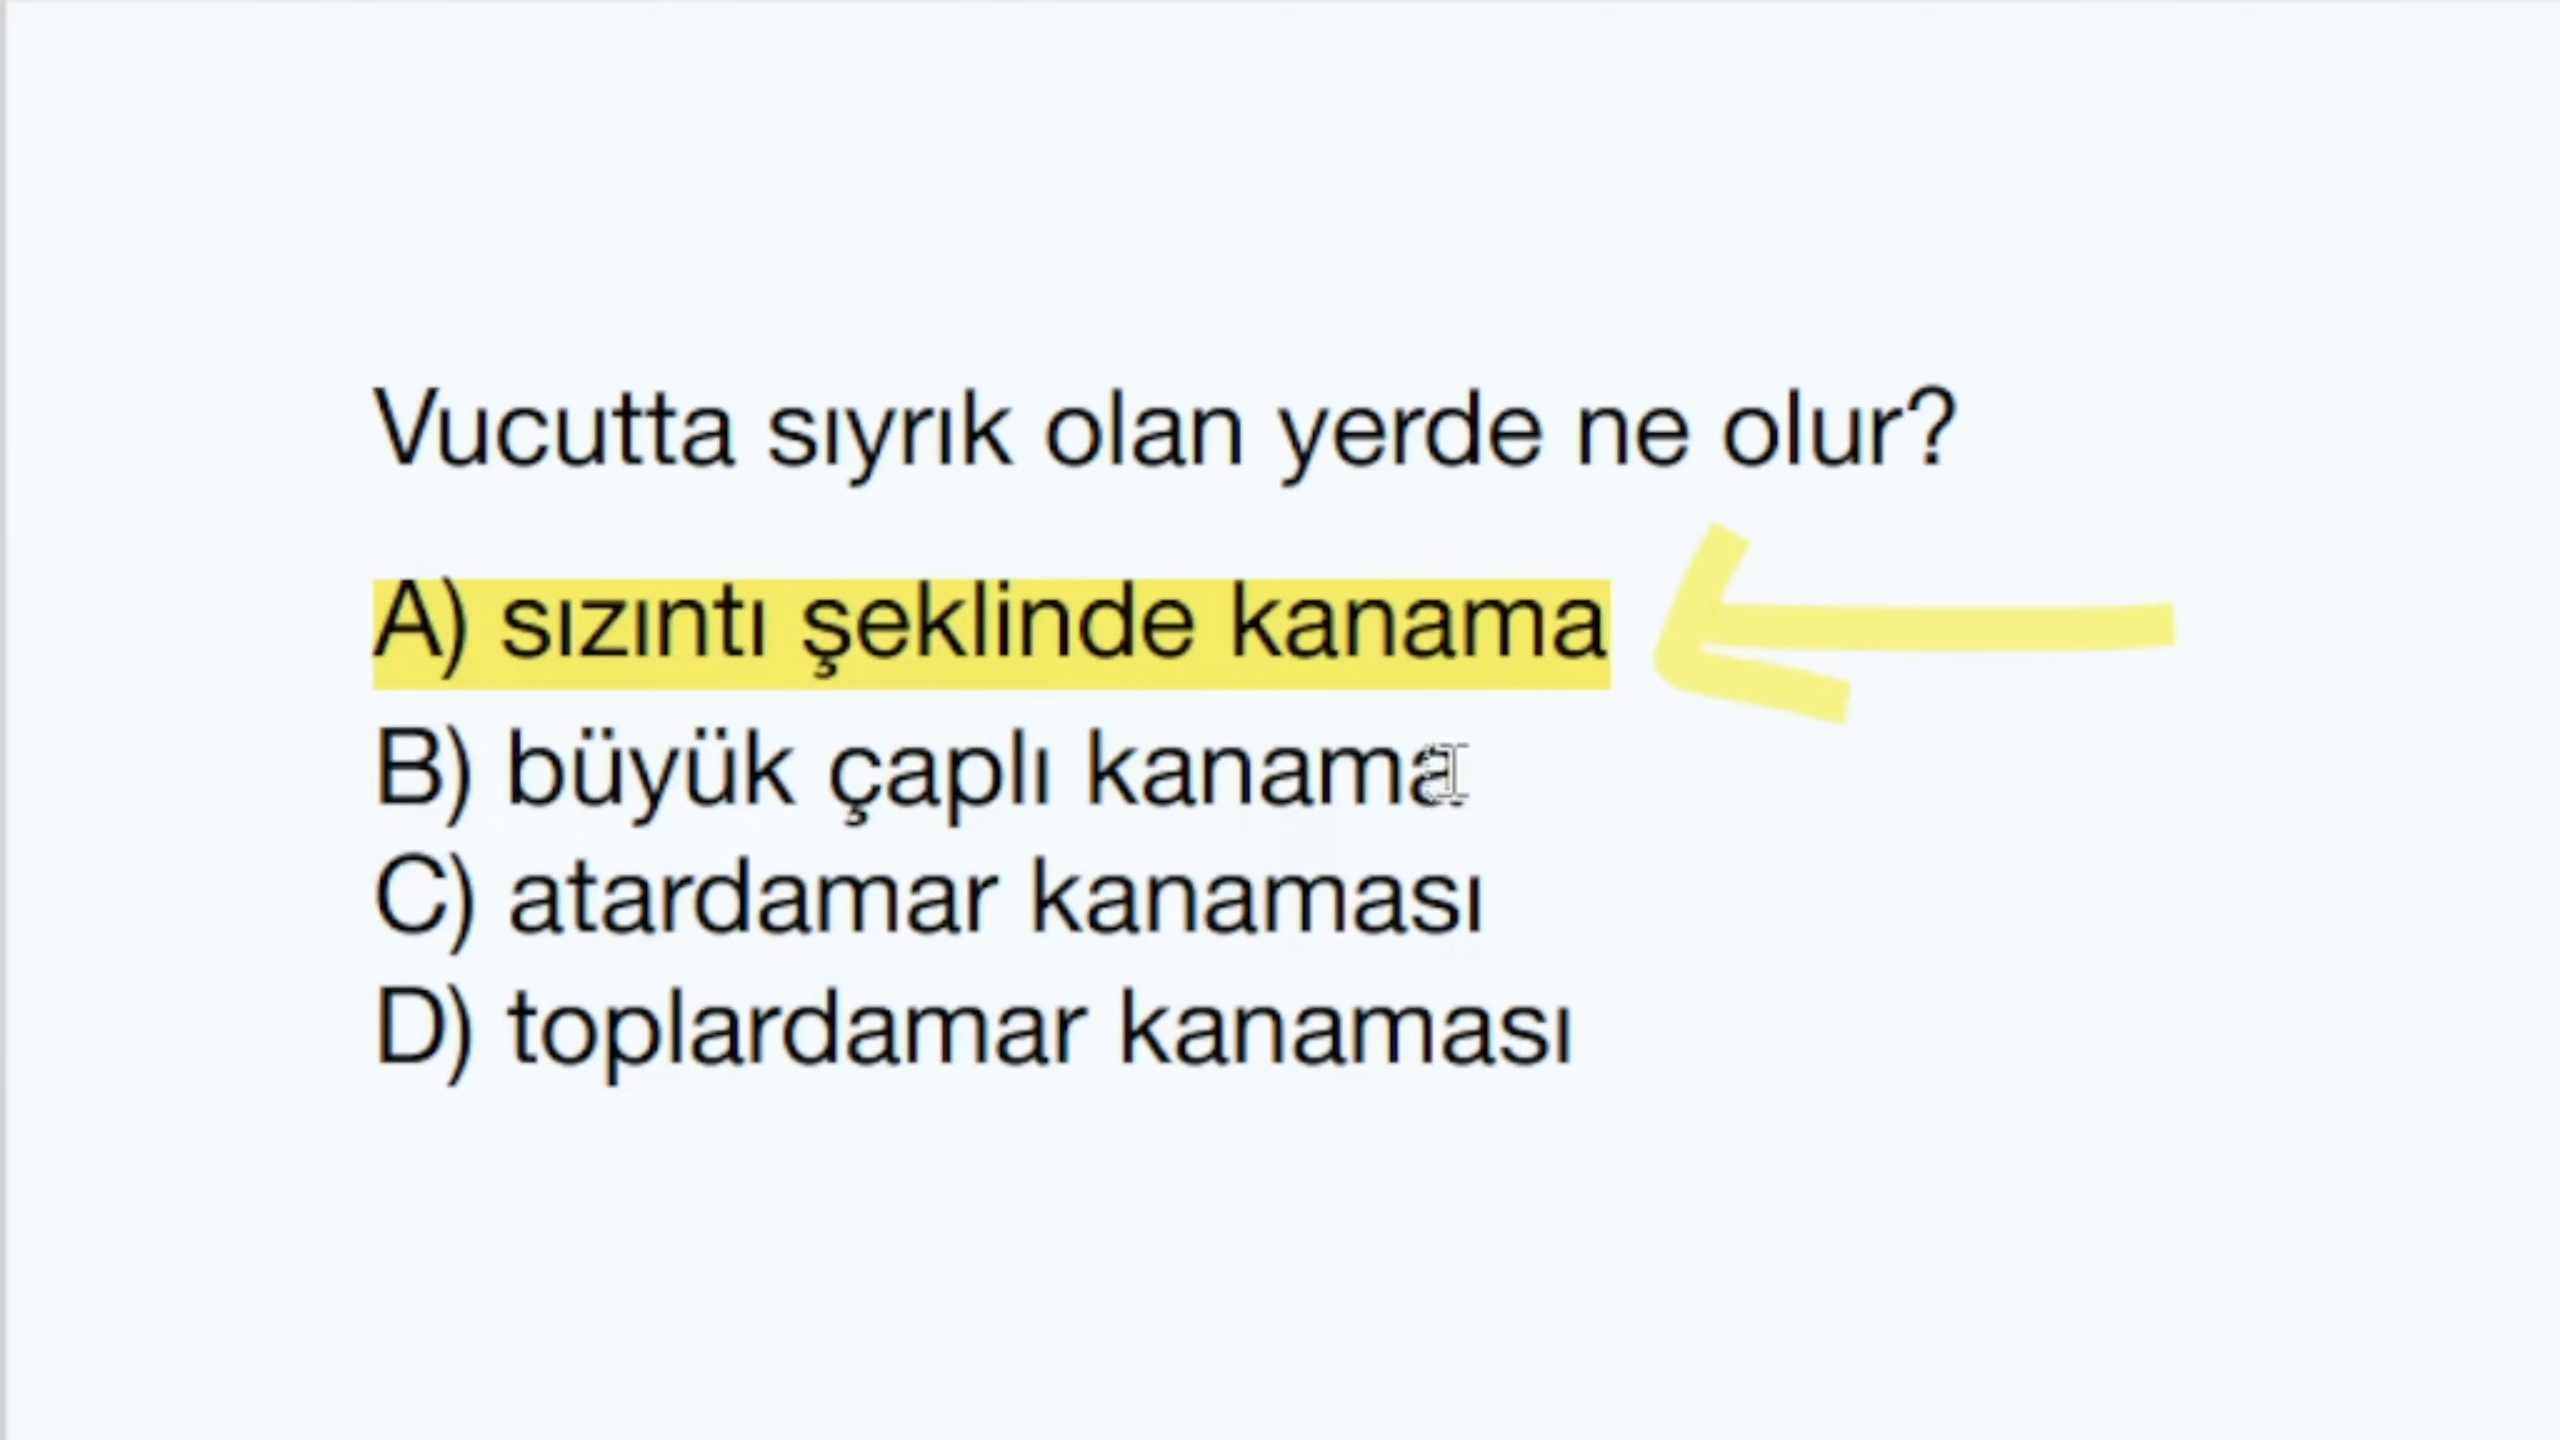 Vucutta sıyrık olan yerde ne olur?
A) sızıntı şeklinde kanama
B) büyük çaplı kanama
C) atardamar kanaması
D) toplardamar kanaması